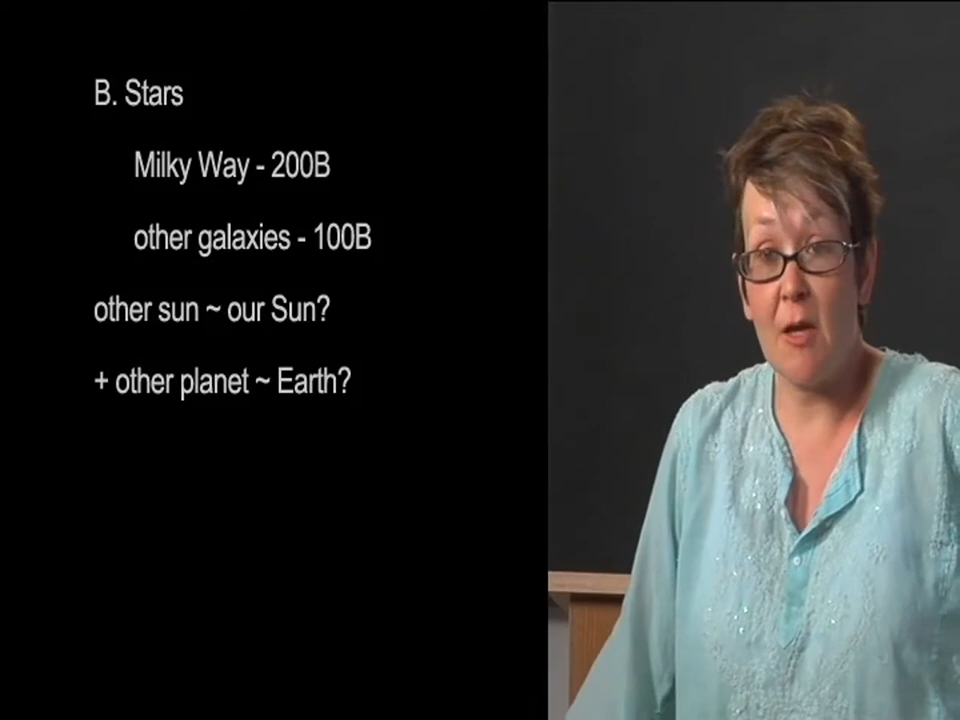 B. Stars
Milky Way - 200B
other galaxies - 100B
other sun ~ our Sun?
+ other planet ~ Earth?